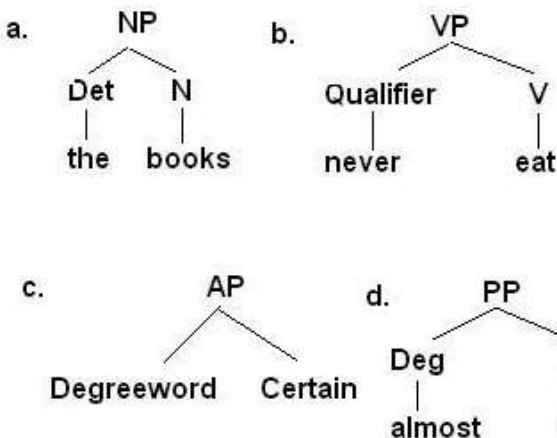 a. NP
Det N
the books
b. VP
Qualifier V
never eat
c. AP
Degreeword Certain
d. PP
Deg
almost